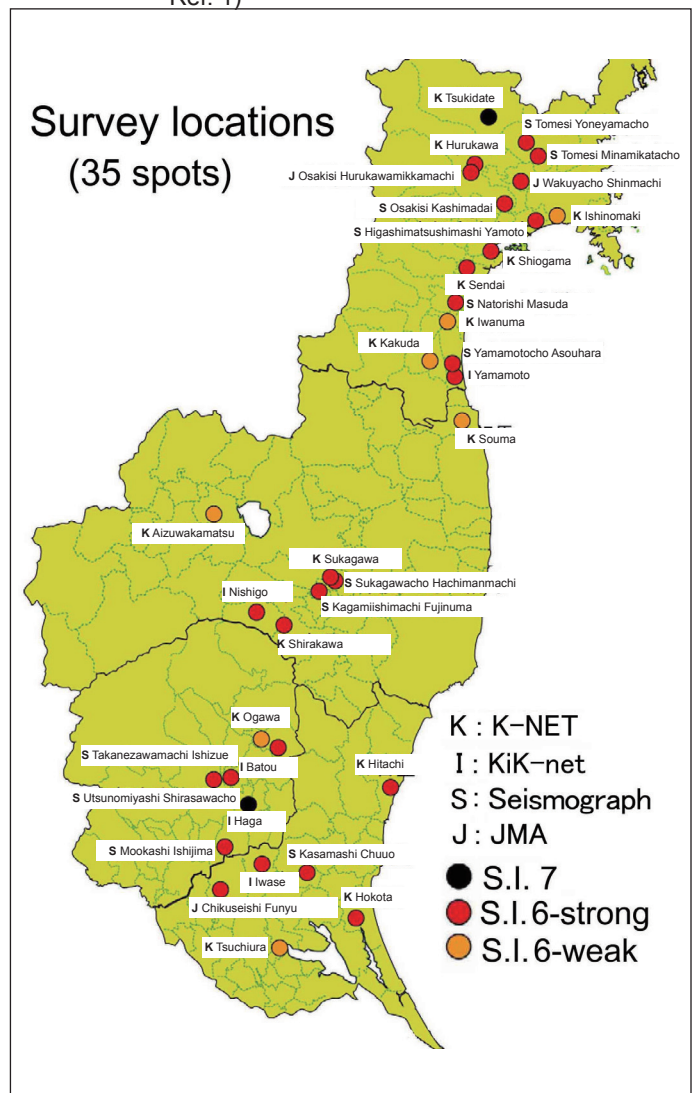 Ref. 1)
Survey locations
(35 spots)
K Tsukidate
S Tomesi Yoneyamacho
K Hurukawa
S Tomesi Minamikatacho
J Osakisi Hurukawamikkamachi
J Wakuyacho Shinmachi
S Osakisi Kashimadai
K Ishinomaki
S Higashimatsushimashi Yamoto
K Shiogama
K Sendai
S Natorishi Masuda
K Iwanuma
K Kakuda
S Yamamotocho Asouhara
I Yamamoto
K Souma
K Aizuwakamatsu
K Sukagawa
S Sukagawacho Hachimanmachi
I Nishigo
S Kagamiishimachi Fujinuma
K Shirakawa
K Ogawa
S Takanezawamachi Ishizue
I Batou
K Hitachi
S Utsunomiyashi Shirasawacho
I Haga
S Mookashi Ishijima
S Kasamashi Chuuo
I Iwase
K Hokota
J Chikuseishi Funyu
K Tsuchiura
K : K-NET
I : KiK-net
S : Seismograph
J : JMA
S.I. 7
S.I. 6-strong
S.I. 6-weak